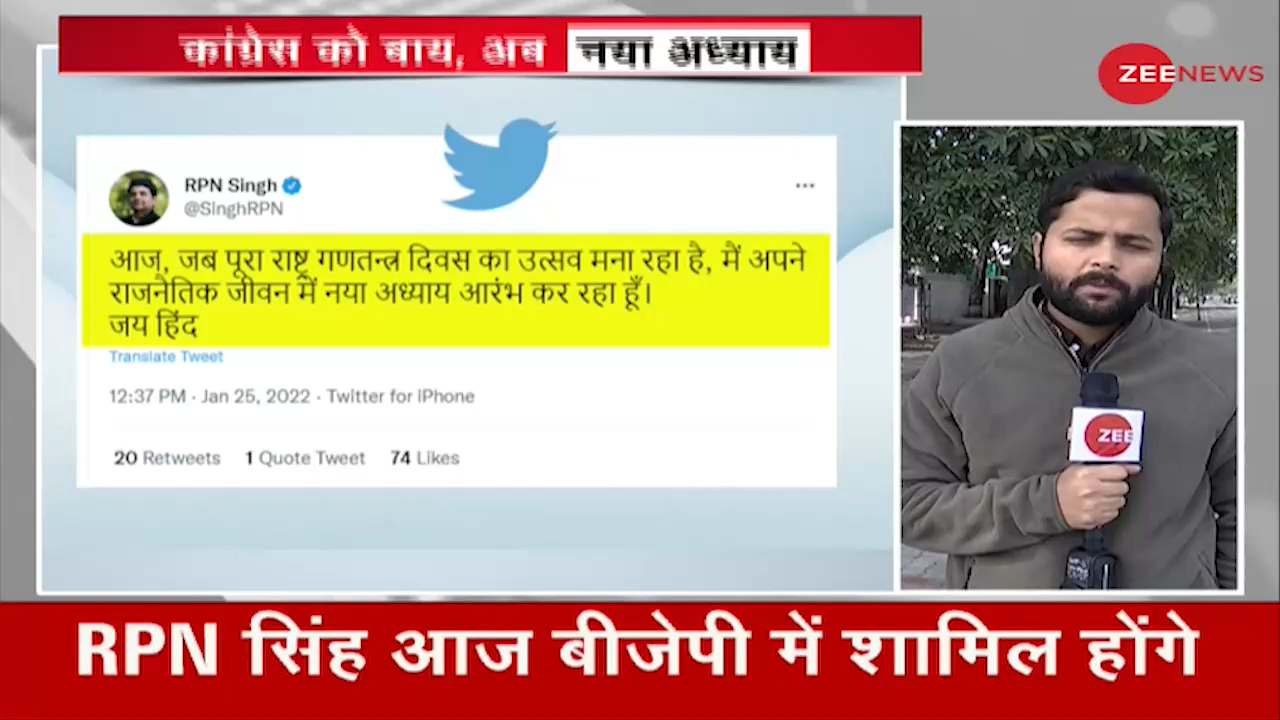 कांग्रेस को बाय, अब नया अध्याय
ZEENEWS
RPN Singh
@SinghRPN
आज, जब पूरा राष्ट्र गणतन्त्र दिवस का उत्सव मना रहा है, मैं अपने
राजनैतिक जीवन में नया अध्याय आरंभ कर रहा हूँ।
जय हिंद
Translate Tweet
12:37 PM · Jan 25, 2022 · Twitter for iPhone
20 Retweets 1 Quote Tweet 74 Likes
ZEE
RPN सिंह आज बीजेपी में शामिल होंगे